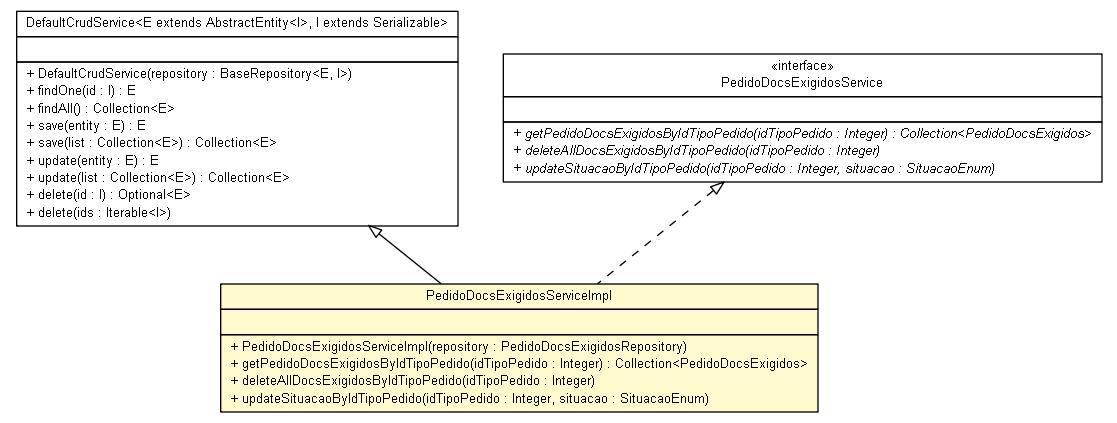 DefaultCrudService<E extends AbstractEntity<I>, I extends Serializable>
+ DefaultCrudService(repository : BaseRepository<E, I>)
+ findOne(id : I) : E
+ findAll() : Collection<E>
+ save(entity : E) : E
+ save(list : Collection<E>) : Collection<E>
+ update(entity : E) : E
+ update(list : Collection<E>) : Collection<E>
+ delete(id : I) : Optional<E>
+ delete(ids : Iterable<I>)
«interface»
PedidoDocsExigidosService
+ getPedidoDocsExigidosByIdTipoPedido(idTipoPedido : Integer) : Collection<PedidoDocsExigidos>
+ deleteAllDocsExigidosByIdTipoPedido(idTipoPedido : Integer)
+ updateSituacaoByIdTipoPedido(idTipoPedido : Integer, situacao : SituacaoEnum)
PedidoDocsExigidosServiceImpl
+ PedidoDocsExigidosServiceImpl(repository : PedidoDocsExigidosRepository)
+ getPedidoDocsExigidosByIdTipoPedido(idTipoPedido : Integer) : Collection<PedidoDocsExigidos>
+ deleteAllDocsExigidosByIdTipoPedido(idTipoPedido : Integer)
+ updateSituacaoByIdTipoPedido(idTipoPedido : Integer, situacao : SituacaoEnum)